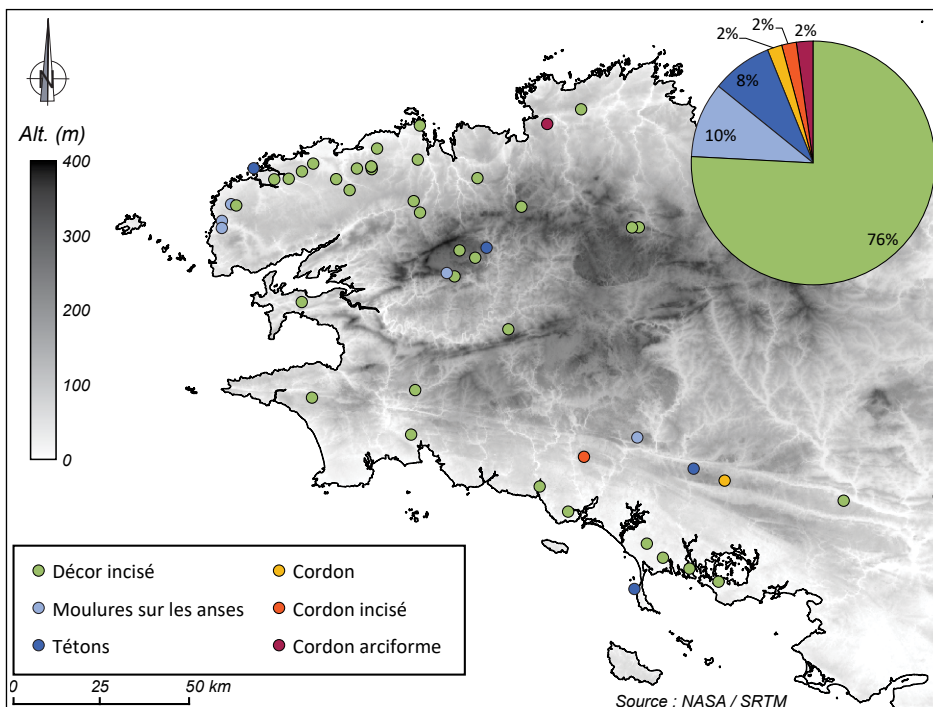 N
Alt. (m)
400
300
200
100
0
2%
2%
2%
8%
10%
76%
Décor incisé
Moulures sur les anses
Tétons
Cordon
Cordon incisé
Cordon arciforme
0 25 50 km
Source : NASA / SRTM